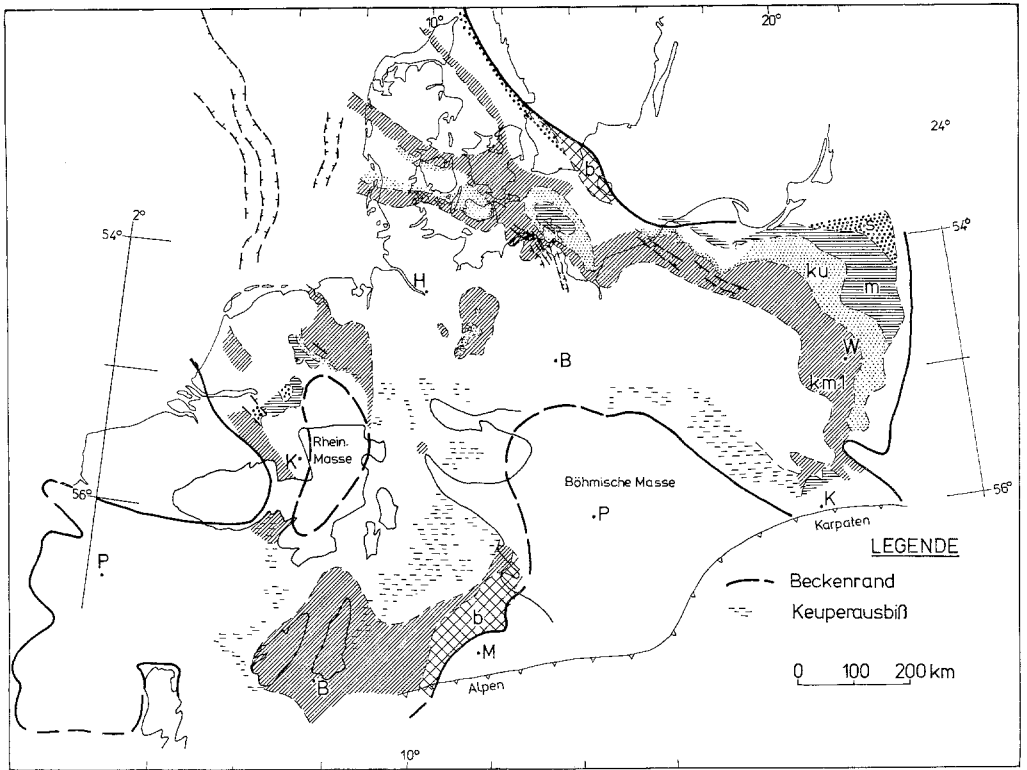 10°
20°
24°
2°
54°
b
s
54°
ku
H
m
W
B
km1
Rhein.
Masse
K
Böhmische Masse
56°
56°
K
P
Karpaten
P
LEGENDE
Beckenrand
Keuperausbiß
b
M
0 100 200 km
B
Alpen
10°